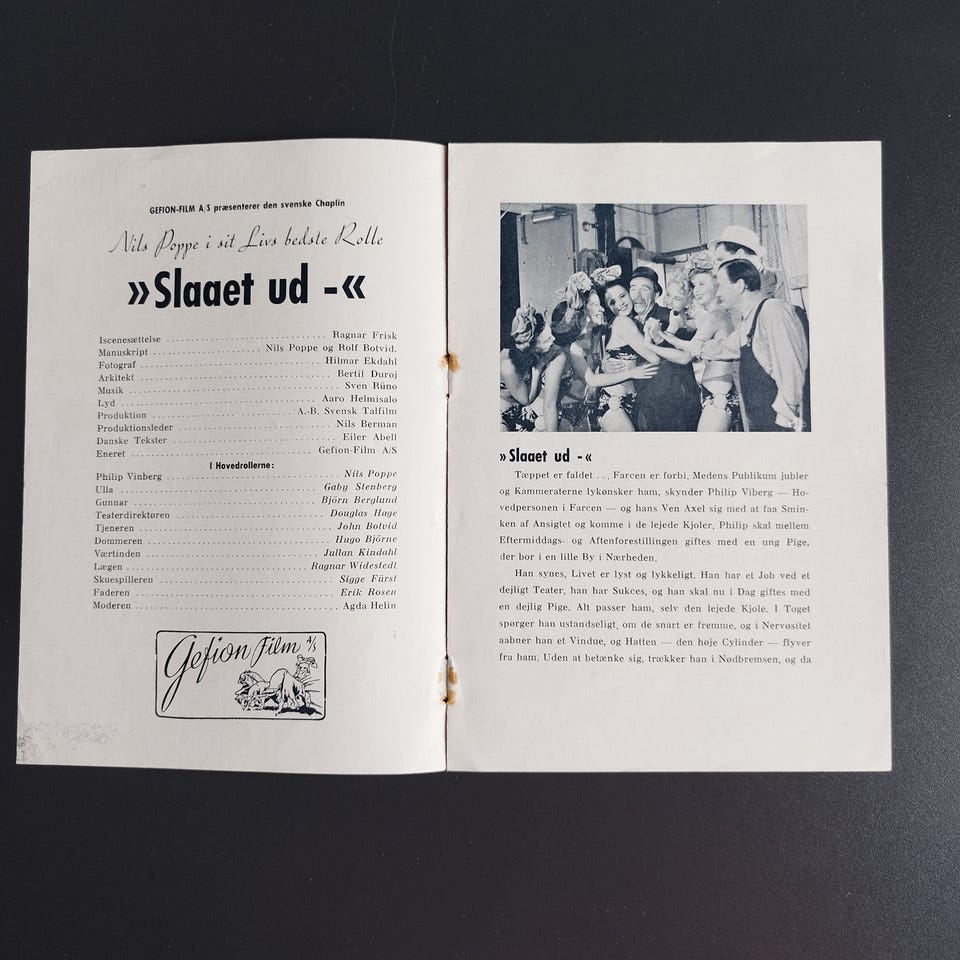 GEFION-FILM A/S præsenterer den svenske Chaplin
Nils Poppe i sit Livs bedste Rolle
»Slaaet ud -«
Iscenesættelse ........ Ragnar Frisk
Manuskript ........ Nils Poppe og Rolf Botvid.
Fotograf ........ Hilmar Ekdahl
Arkitekt ........ Bertil Duroj
Musik ........ Sven Rüno
Lyd ........ Aaro Helmisalo
Produktion ........ A.-B. Svensk Talfilm
Produktionsleder ........ Nils Berman
Danske Tekster ........ Eiler Abell
Eneret ........ Gefion-Film A/S
I Hovedrollerne:
Philip Vinberg ........ Nils Poppe
Ulla ........ Gaby Stenberg
Gunnar ........ Björn Berglund
Teaterdirektøren ........ Douglas Hage
Tjeneren ........ John Botvid
Dommeren ........ Hugo Björne
Værtinden ........ Jullan Kindahl
Lægen ........ Ragnar Widestedt
Skuespilleren ........ Sigge Fürst
Faderen ........ Erik Rosen
Moderen ........ Agda Helin
Gefion Film A/S
»Slaaet ud -«
Tæppet er faldet ... Farcen er forbi. Medens Publikum jubler
og Kammeraterne lykønsker ham, skynder Philip Viberg — Ho-
vedpersonen i Farcen — og hans Ven Axel sig med at faa Smin-
ken af Ansigtet og komme i de lejede Kjoler. Philip skal mellem
Eftermiddags- og Aftenforestillingen giftes med en ung Pige,
der bor i en lille By i Nærheden.
Han synes, Livet er lyst og lykkeligt. Han har et Job ved et
dejligt Teater, han har Sukces, og han skal nu i Dag giftes med
en dejlig Pige. Alt passer ham, selv den lejede Kjole. I Toget
spørger han ustandseligt, om de snart er fremme, og i Nervøsitet
aabner han et Vindue, og Hatten — den høje Cylinder — flyver
fra ham. Uden at betænke sig, trækker han i Nødbremsen, og da